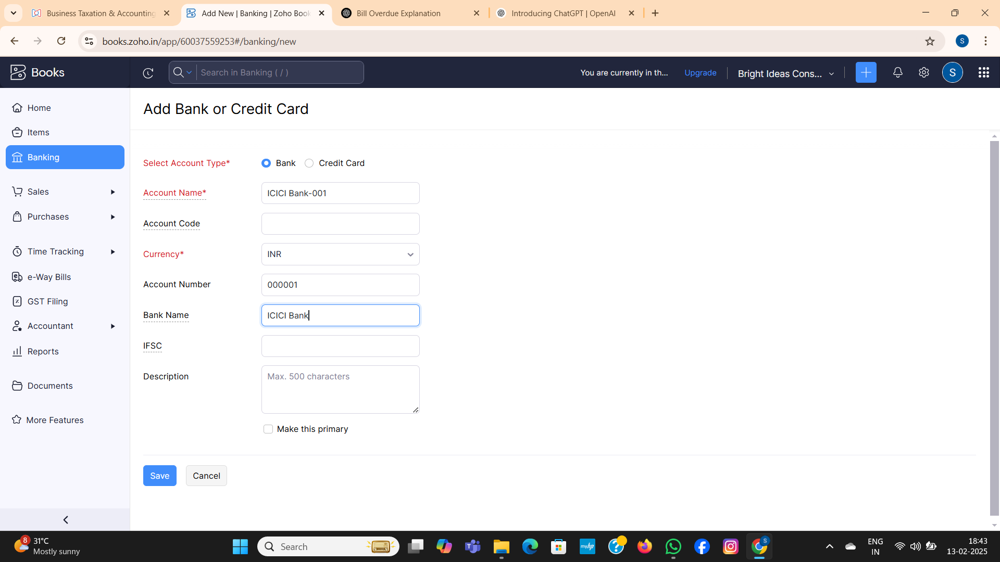 Business Taxation & Accounting
Add New | Banking | Zoho Book
Bill Overdue Explanation
Introducing ChatGPT | OpenAI
books.zoho.in/app/60037559253#/banking/new
S
Books
Search in Banking ( / )
You are currently in th...
Upgrade
Bright Ideas Cons...
S
Home
Items
Banking
Sales
Purchases
Time Tracking
e-Way Bills
GST Filing
Accountant
Reports
Documents
More Features
Add Bank or Credit Card
Select Account Type*
Bank
Credit Card
Account Name*
ICICI Bank-001
Account Code
Currency*
INR
Account Number
000001
Bank Name
ICICI Bank
IFSC
Description
Max. 500 characters
Make this primary
Save
Cancel
8
31°C
Mostly sunny
Search
myhp
S
ENG
IN
18:43
13-02-2025